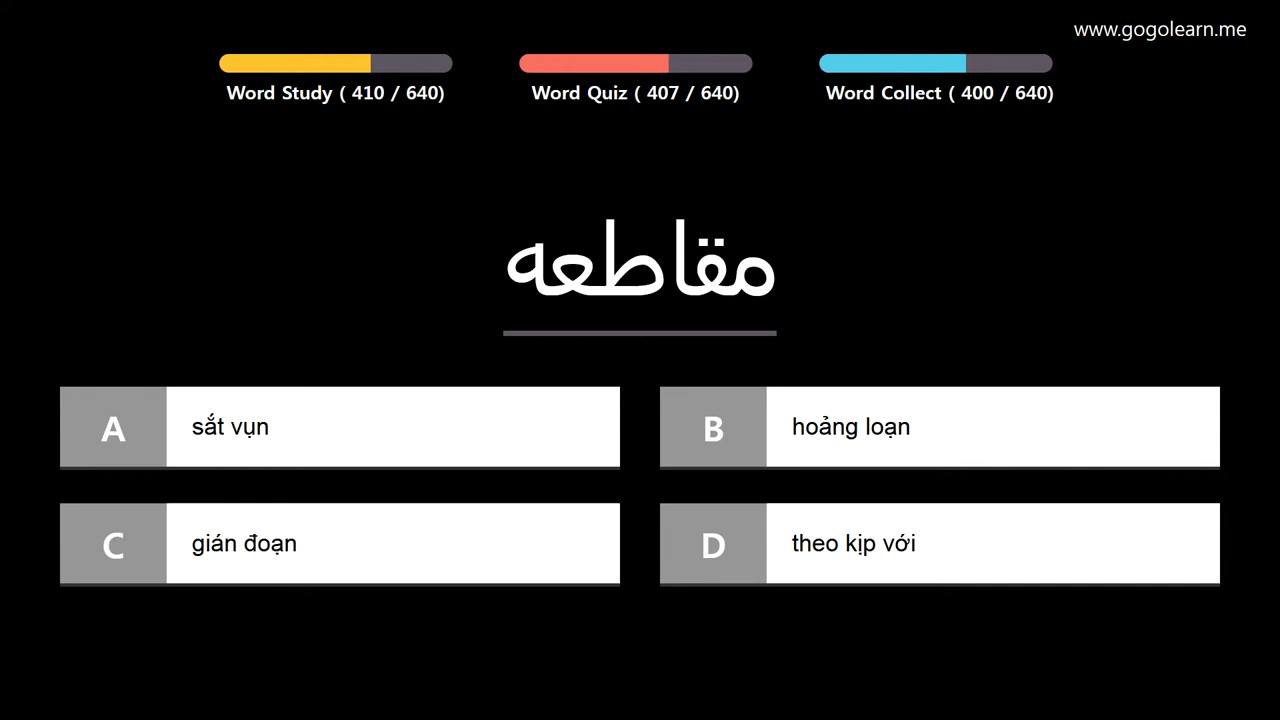 www.gogolearn.me
Word Study ( 410 / 640)
Word Quiz ( 407 / 640)
Word Collect ( 400 / 640)
مقاطعه
A sắt vụn
B hoảng loạn
C gián đoạn
D theo kịp với